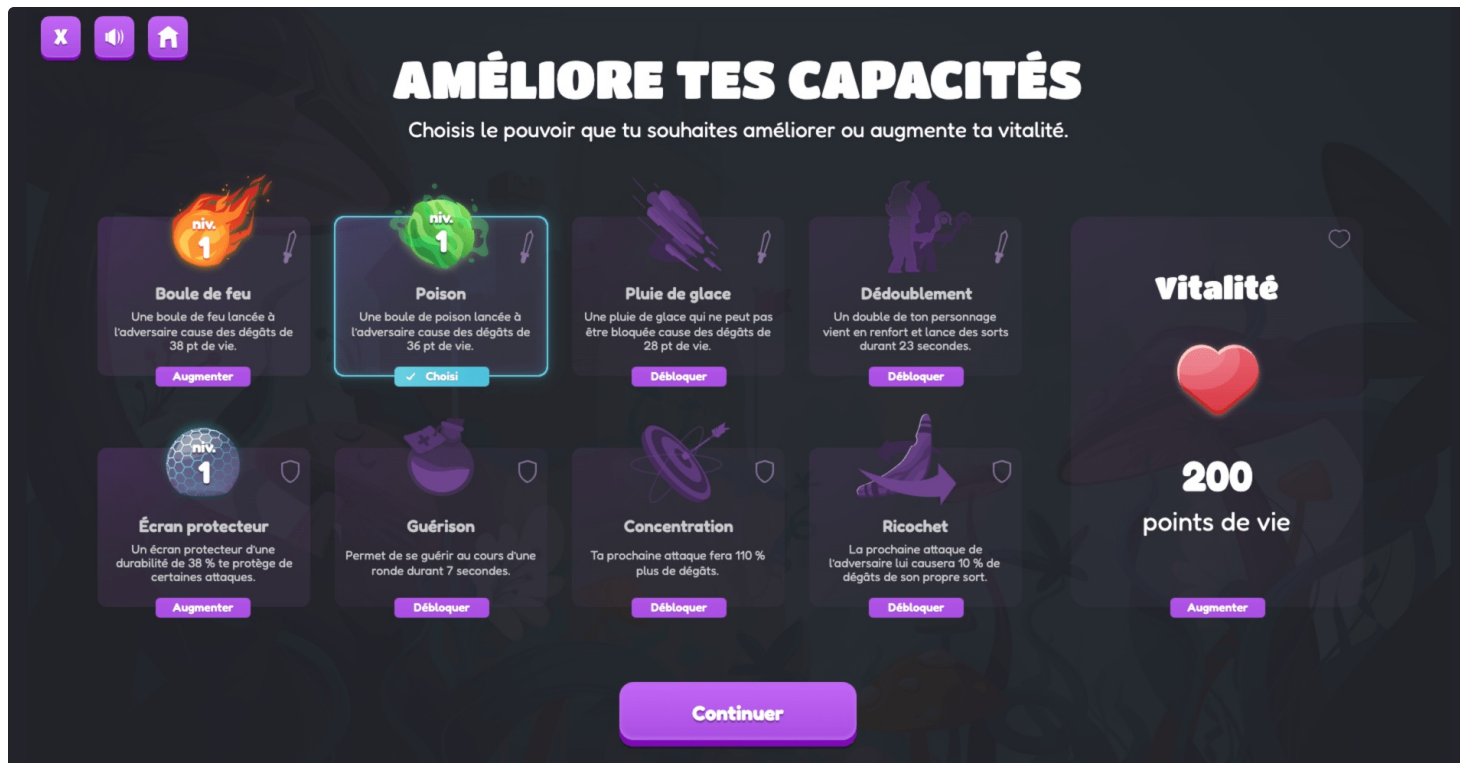 X
AMÉLIORE TES CAPACITÉS
Choisis le pouvoir que tu souhaites améliorer ou augmente ta vitalité.
niv.
1
Boule de feu
Une boule de feu lancée à
l'adversaire cause des dégâts de
38 pt de vie.
Augmenter
niv.
1
Poison
Une boule de poison lancée à
l'adversaire cause des dégâts de
36 pt de vie.
Choisi
Pluie de glace
Une pluie de glace qui ne peut pas
être bloquée cause des dégâts de
28 pt de vie.
Débloquer
Dédoublement
Un double de ton personnage
vient en renfort et lance des sorts
durant 23 secondes.
Débloquer
niv.
1
Écran protecteur
Un écran protecteur d'une
durabilité de 38 % te protège de
certaines attaques.
Augmenter
Guérison
Permet de se guérir au cours d'une
ronde durant 7 secondes.
Débloquer
Concentration
Ta prochaine attaque fera 110 %
plus de dégâts.
Débloquer
Ricochet
La prochaine attaque de
l'adversaire lui causera 10 % de
dégâts de son propre sort.
Débloquer
Vitalité
200
points de vie
Augmenter
Continuer